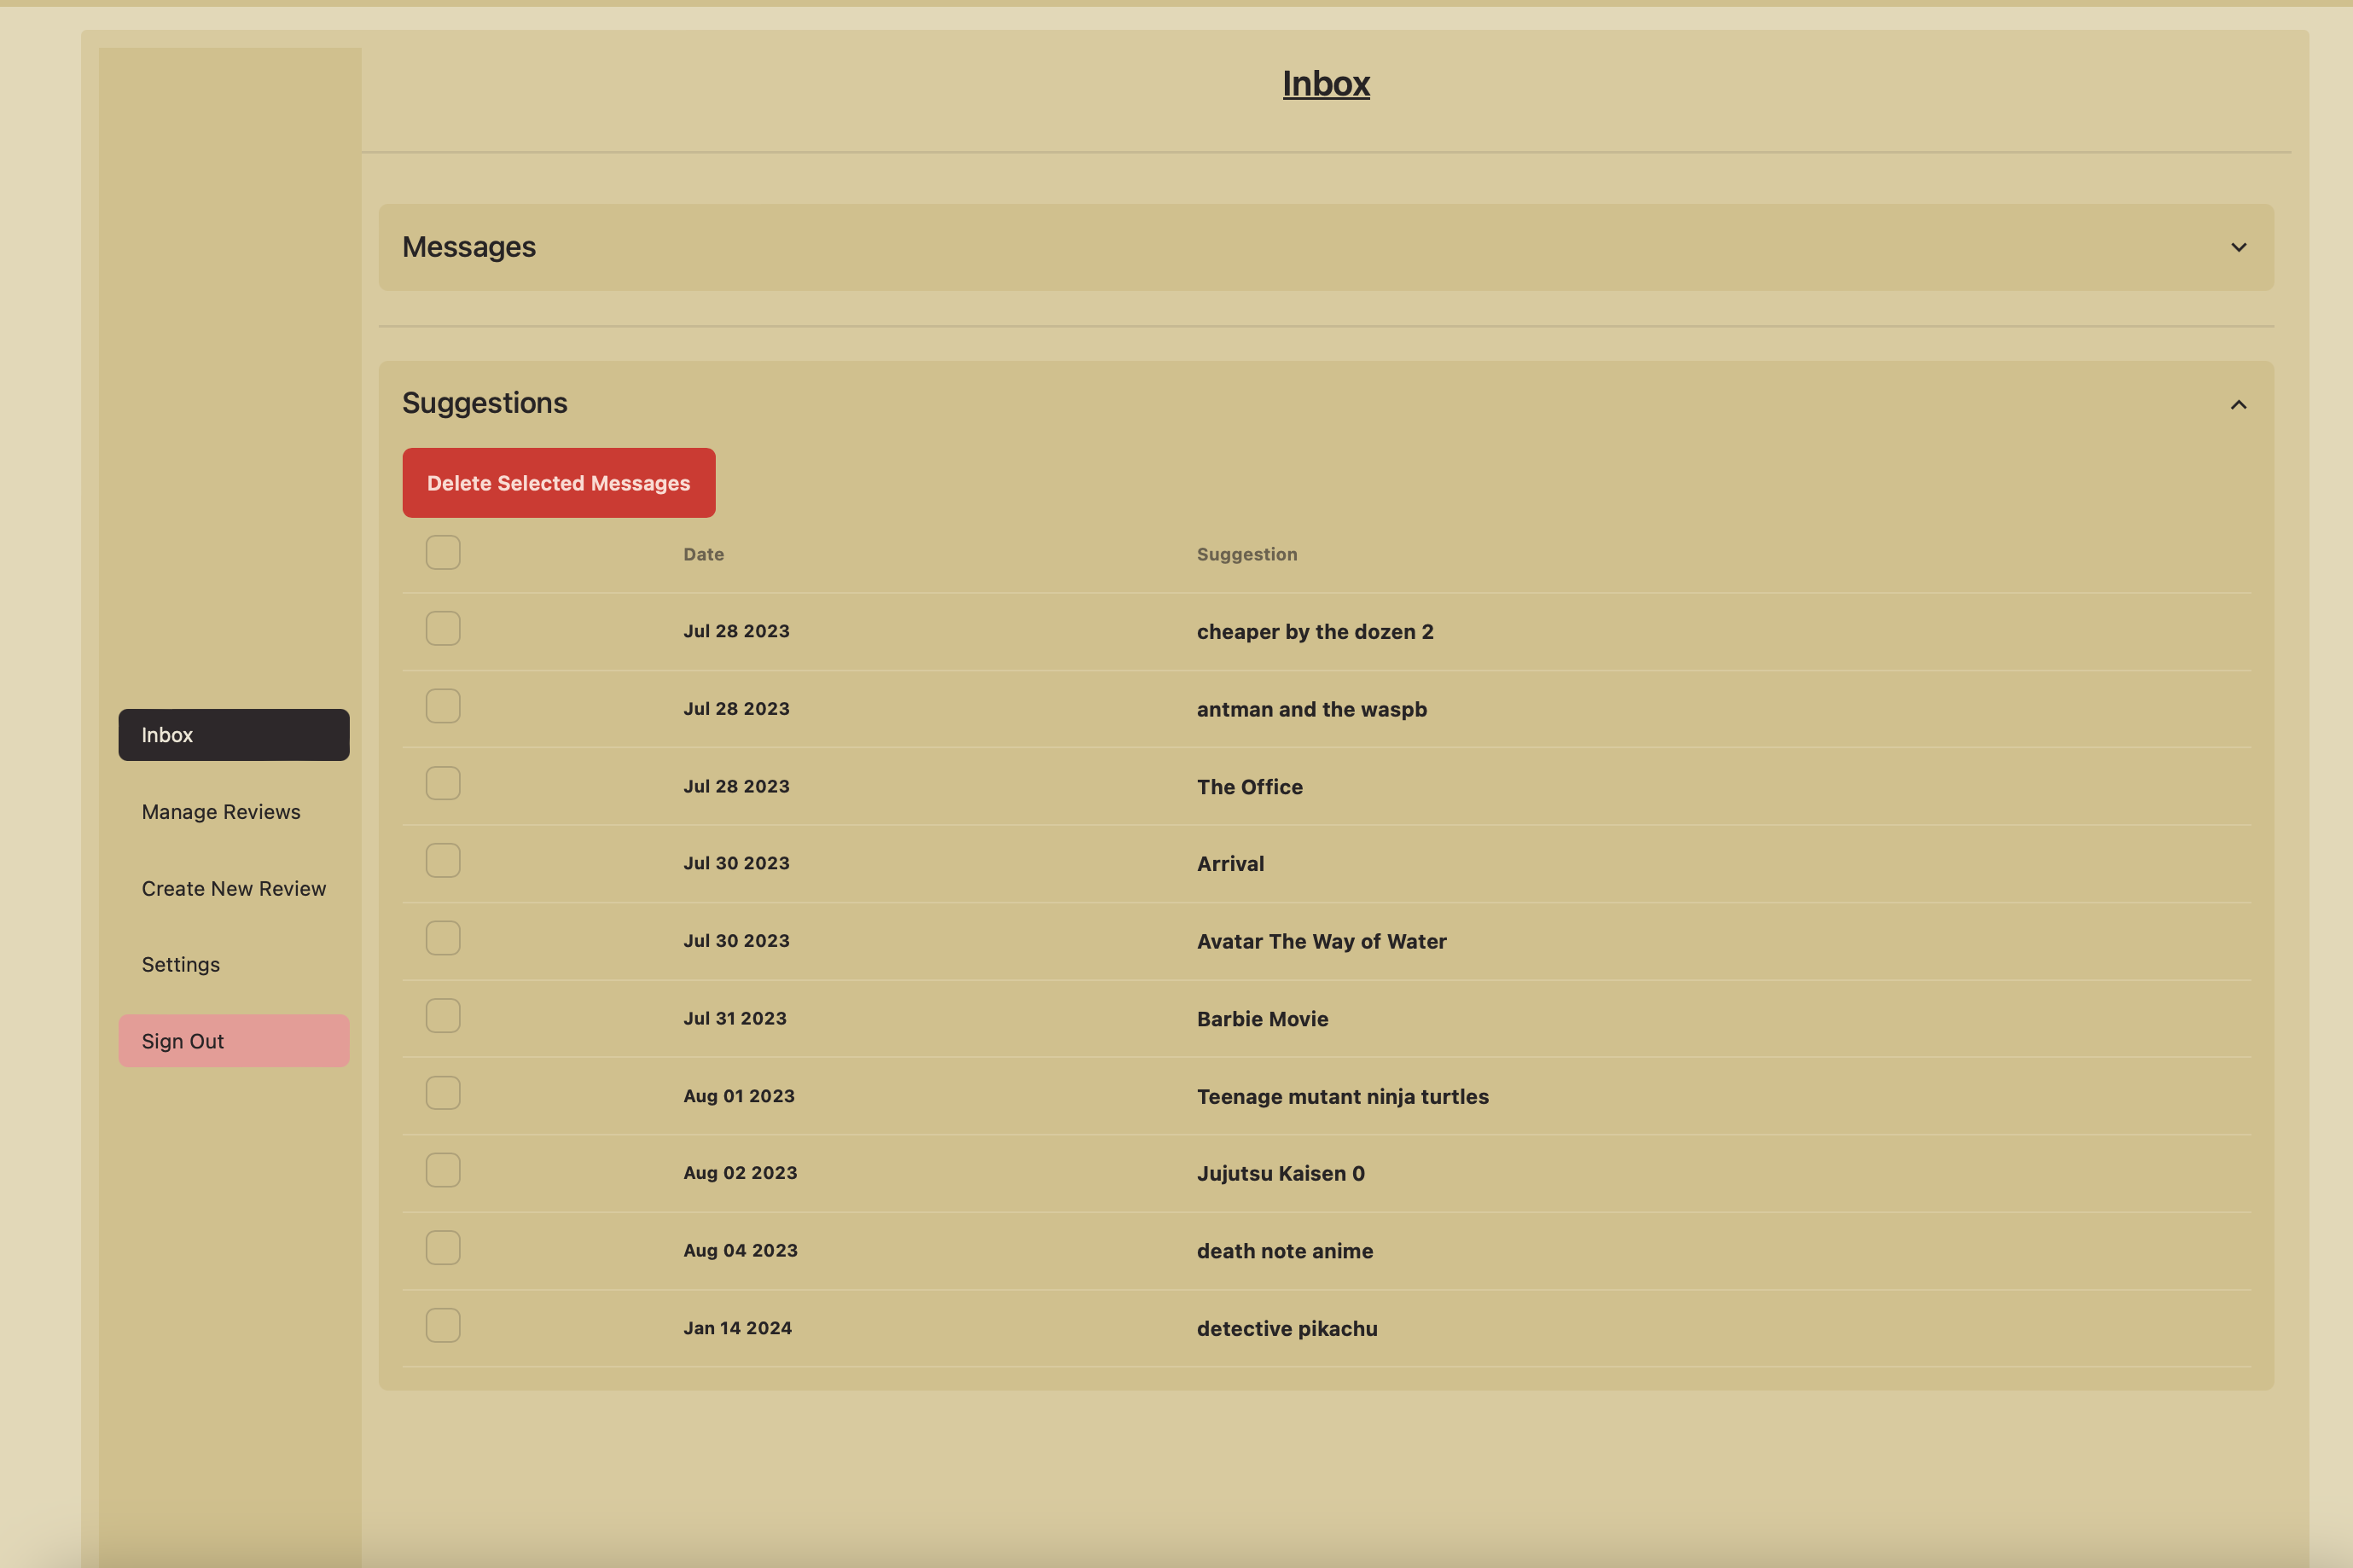 Inbox
Messages
Suggestions
Delete Selected Messages
Date Suggestion
Jul 28 2023 cheaper by the dozen 2
Jul 28 2023 antman and the waspb
Jul 28 2023 The Office
Jul 30 2023 Arrival
Jul 30 2023 Avatar The Way of Water
Jul 31 2023 Barbie Movie
Aug 01 2023 Teenage mutant ninja turtles
Aug 02 2023 Jujutsu Kaisen 0
Aug 04 2023 death note anime
Jan 14 2024 detective pikachu
Inbox
Manage Reviews
Create New Review
Settings
Sign Out